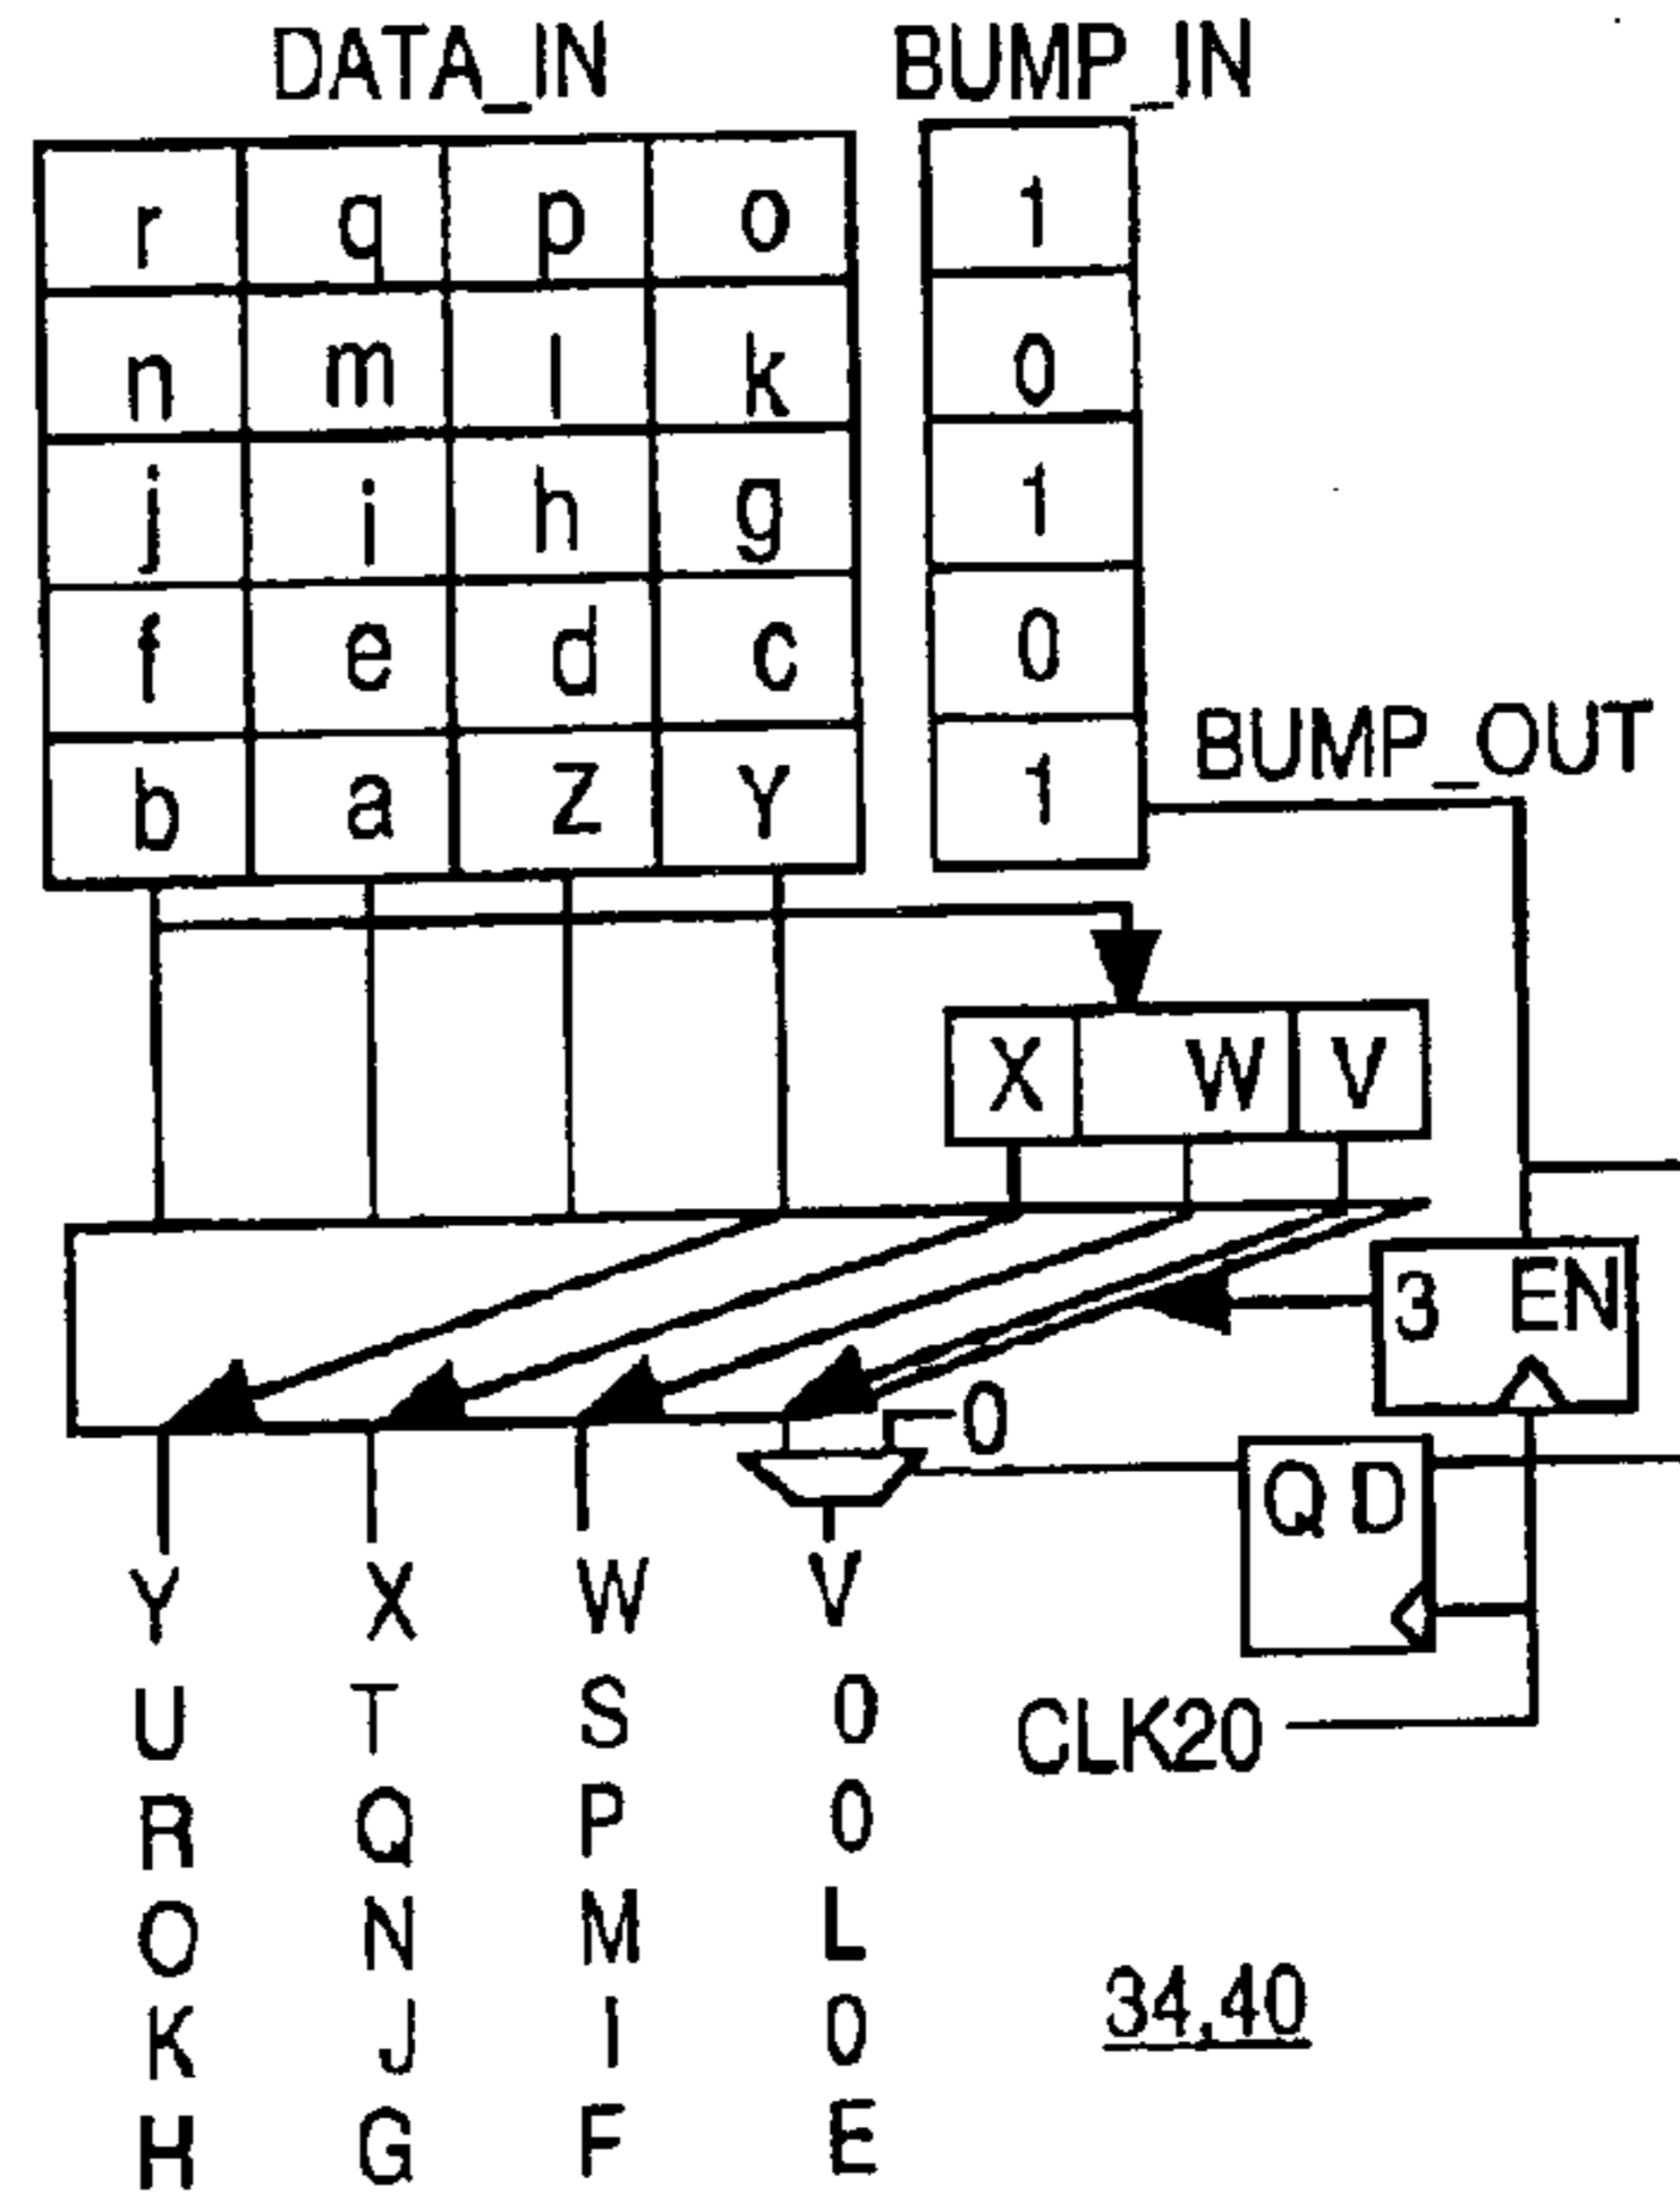 DATA_IN BUMP_IN
r q p o 1
n m l k 0
j i h g 1
f e d c 0
b a Z Y 1
BUMP_OUT
X W V
3 EN
0
Q D
Y X W V
U T S 0
CLK20
R Q P 0
O N M L
34,40
K J I 0
H G F E